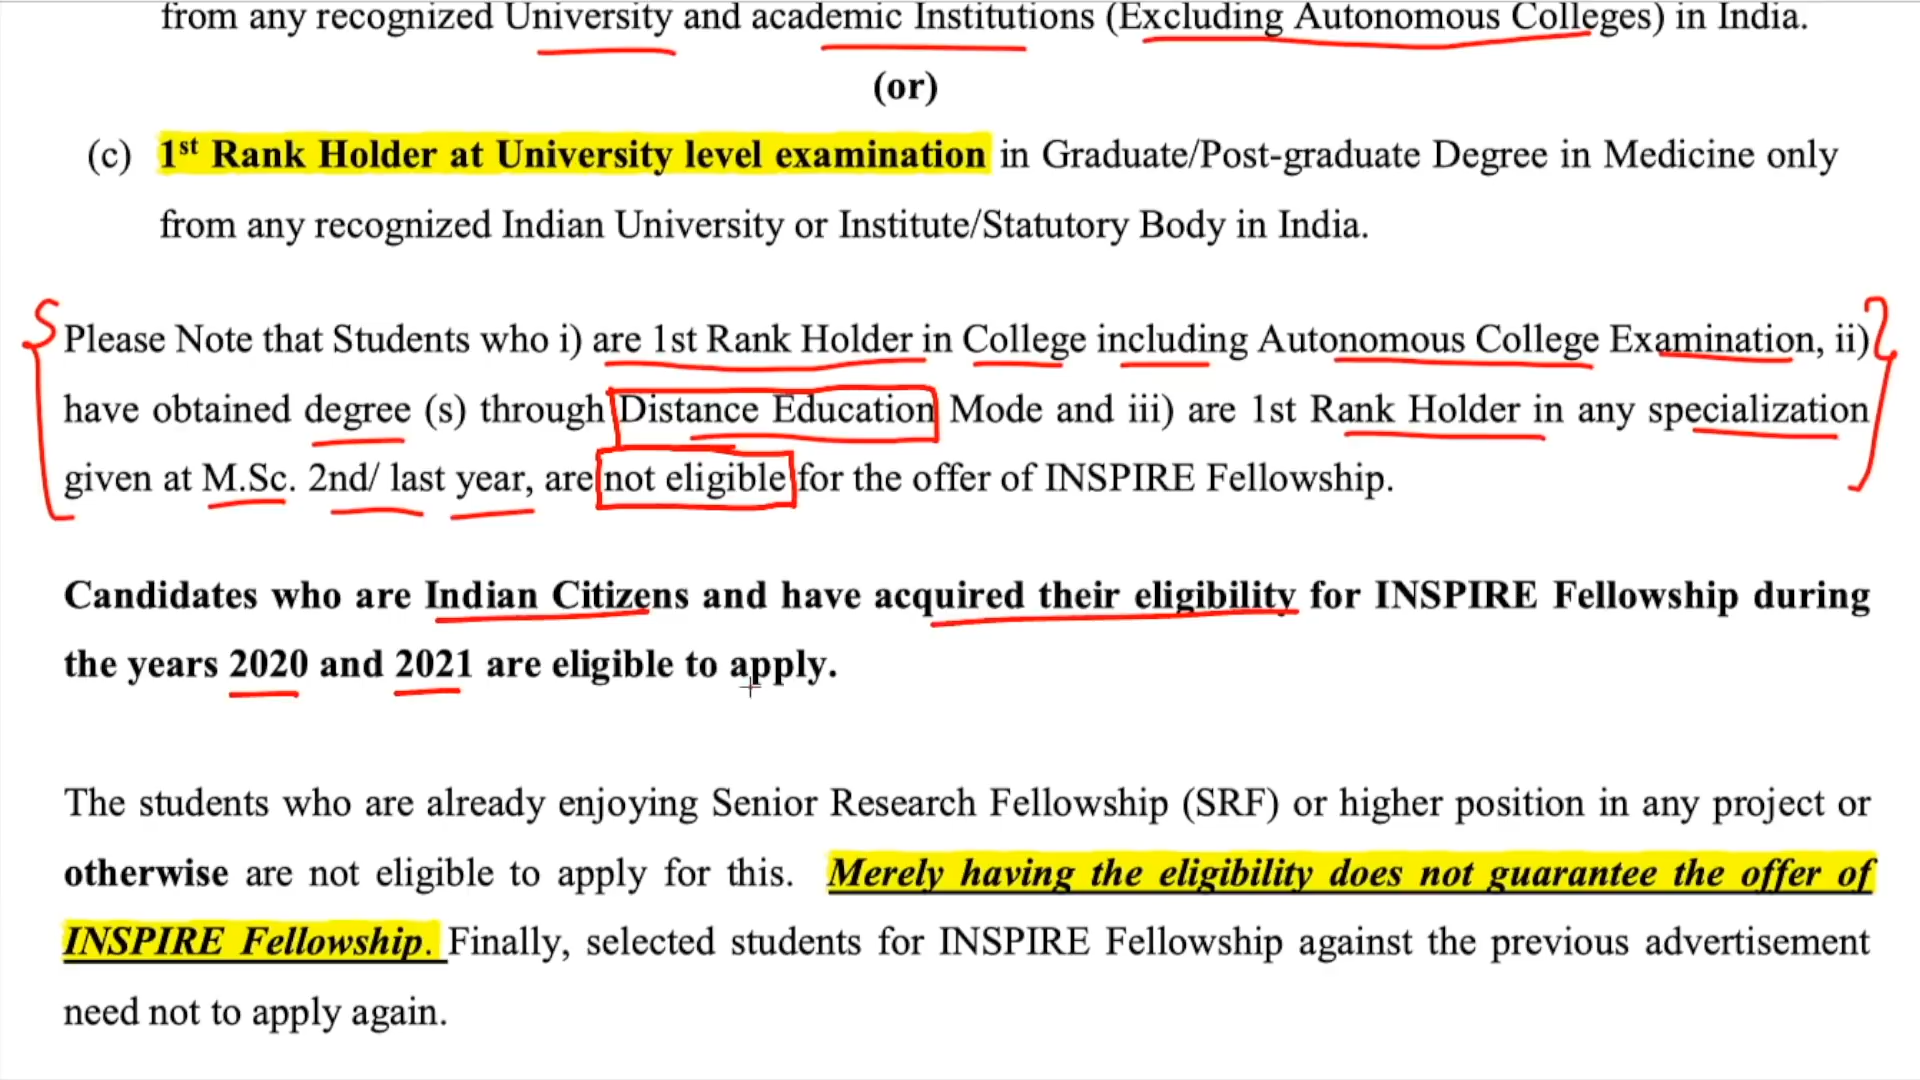 from any recognized University and academic Institutions (Excluding Autonomous Colleges) in India.
(or)
(c) 1st Rank Holder at University level examination in Graduate/Post-graduate Degree in Medicine only
from any recognized Indian University or Institute/Statutory Body in India.
Please Note that Students who i) are 1st Rank Holder in College including Autonomous College Examination, ii)
have obtained degree (s) through Distance Education Mode and iii) are 1st Rank Holder in any specialization
given at M.Sc. 2nd/ last year, are not eligible for the offer of INSPIRE Fellowship.
Candidates who are Indian Citizens and have acquired their eligibility for INSPIRE Fellowship during
the years 2020 and 2021 are eligible to apply.
The students who are already enjoying Senior Research Fellowship (SRF) or higher position in any project or
otherwise are not eligible to apply for this. Merely having the eligibility does not guarantee the offer of
INSPIRE Fellowship. Finally, selected students for INSPIRE Fellowship against the previous advertisement
need not to apply again.